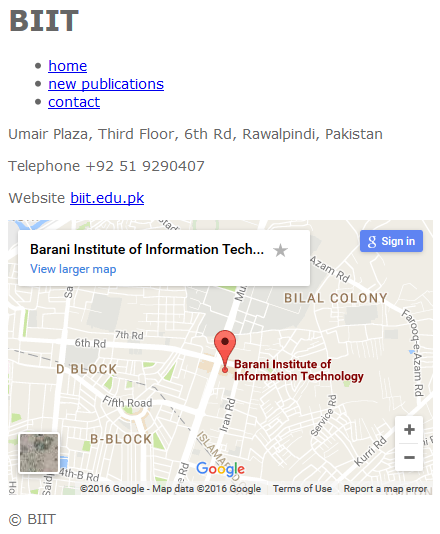 BIIT
home
new publications
contact
Umair Plaza, Third Floor, 6th Rd, Rawalpindi, Pakistan
Telephone +92 51 9290407
Website biit.edu.pk
Barani Institute of Information Tech...
View larger map
Sign in
Azam Rd
BILAL COLONY
Farooq-e-Azam Rd
7th Rd
6th Rd
D BLOCK
Barani Institute of
Information Technology
Fifth Road
Iran Rd
Service Rd
B-BLOCK
Kurri Rd
4th-B Rd
Google
©2016 Google - Map data ©2016 Google
Terms of Use
Report a map error
© BIIT